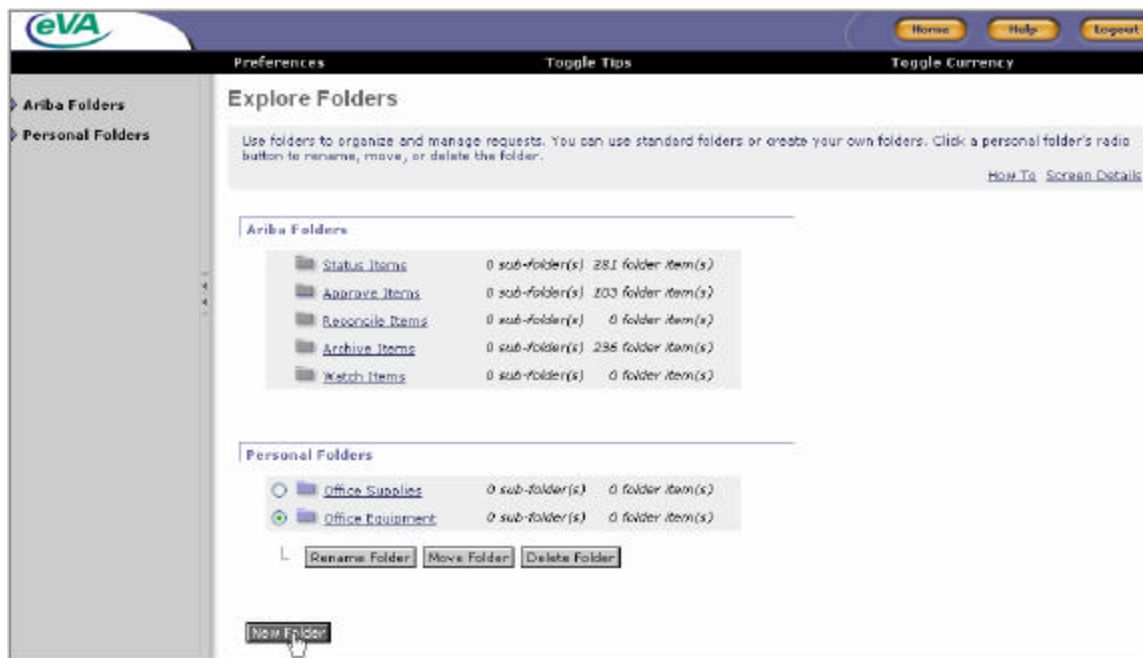 eVA
Home Help Logout
Preferences Toggle Tips Toggle Currency
Ariba Folders
Personal Folders
Explore Folders
Use folders to organize and manage requests. You can use standard folders or create your own folders. Click a personal folder's radio
button to rename, move, or delete the folder.
How To Screen Details
Ariba Folders
Status Items 0 sub-folder(s) 281 folder item(s)
Approve Items 0 sub-folder(s) 103 folder item(s)
Reconcile Items 0 sub-folder(s) 0 folder item(s)
Archive Items 0 sub-folder(s) 236 folder item(s)
Watch Items 0 sub-folder(s) 0 folder item(s)
Personal Folders
Office Supplies 0 sub-folder(s) 0 folder item(s)
Office Equipment 0 sub-folder(s) 0 folder item(s)
Rename Folder Move Folder Delete Folder
New Folder